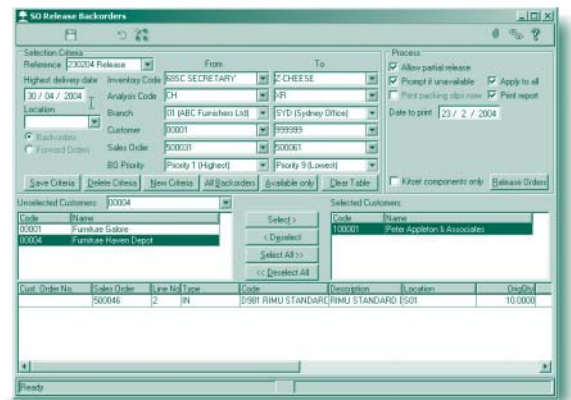 SO Release Backorders
Selection Criteria
Reference 230204 Release
From
To
Highest delivery date
30 / 04 / 2004
Location
Backorders
Forward Orders
Inventory Code 68SC SECRETARY Z-CHEESE
Analysis Code CH XR
Branch 01 (ABC Furnishers Ltd) SYD (Sydney Office)
Customer 00001 999999
Sales Order 500031 500061
BO Priority Priority 1 (Highest) Priority 9 (Lowest)
Save Criteria Delete Criteria New Criteria All Backorders Available only Clear Table
Process
Allow partial release
Prompt if unavailable Apply to all
Print packing slips now Print report
Date to print 23 / 2 / 2004
Kitset components only Release Orders
Unselected Customers 00004
Code Name
00001 Furniture Galore
00004 Furniture Haven Depot
Select >
< Deselect
Select All >>
<< Deselect All
Selected Customers
Code Name
100001 Peter Appleton & Associates
Cust. Order No. Sales Order Line No Type Code Description Location OrigQty
500046 2 IN D981 RIMU STANDARD RIMU STANDARD IS01 10.0000
Ready